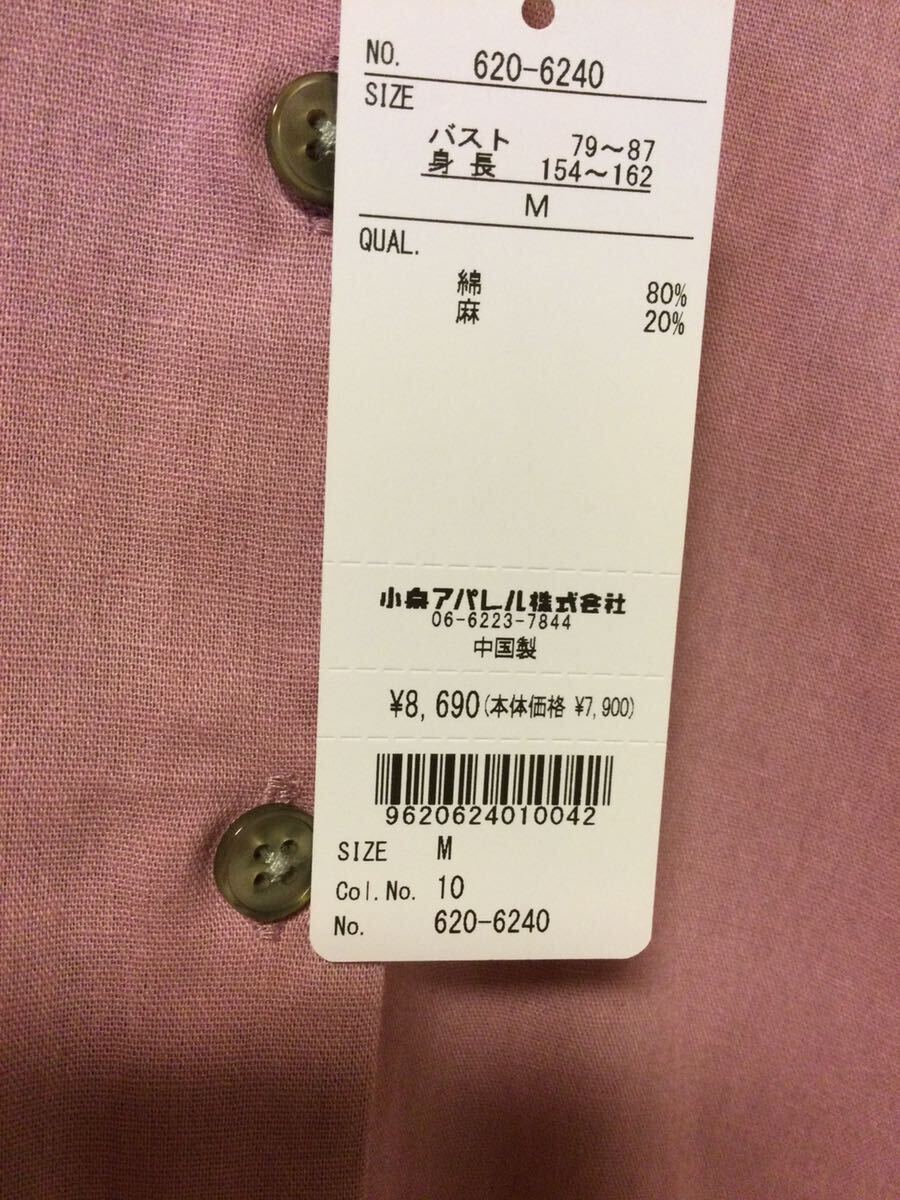 NO. 620-6240
SIZE
バスト 79～87
身長 154～162
M
QUAL.
綿 80%
麻 20%
小泉アパレル株式会社
06-6223-7844
中国製
¥8,690(本体価格 ¥7,900)
9620624010042
SIZE M
Col.No. 10
No. 620-6240